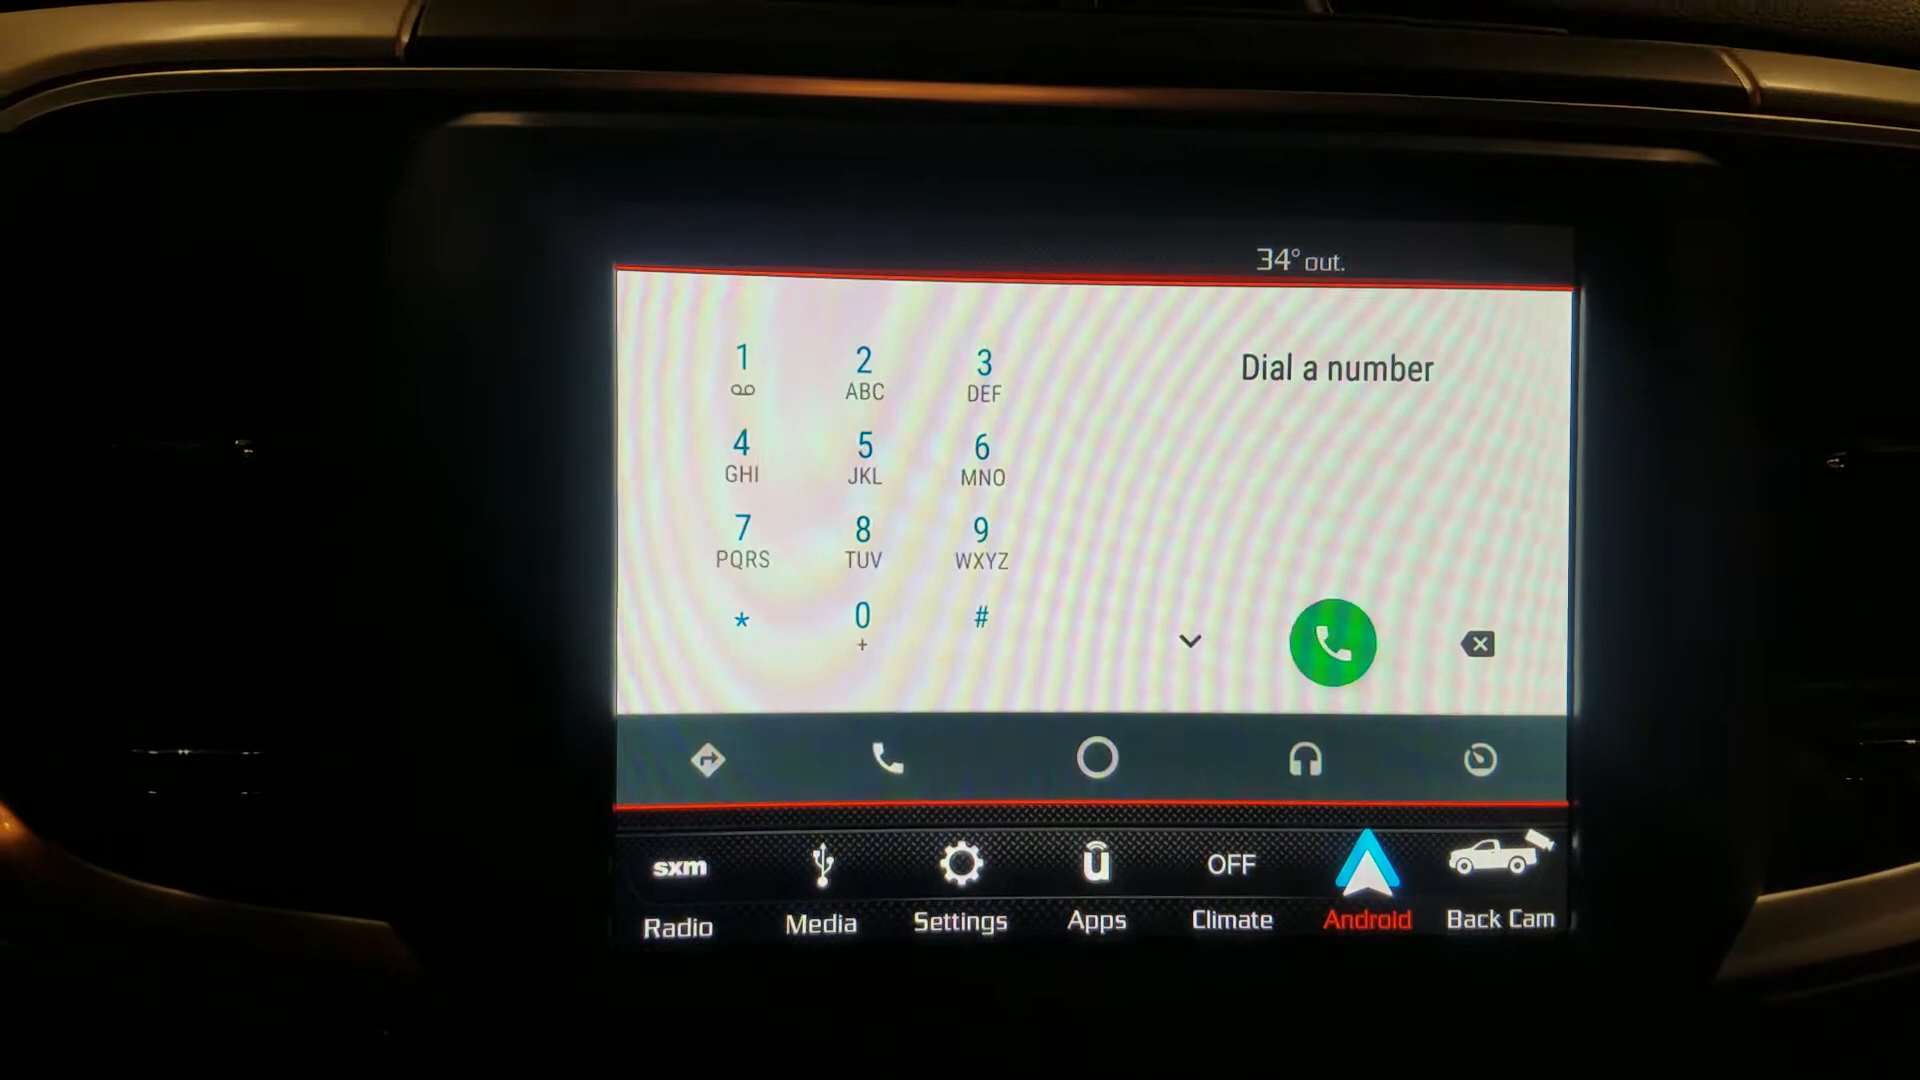 34° out.
Dial a number
1 2 3
ABC DEF
4 5 6
GHI JKL MNO
7 8 9
PQRS TUV WXYZ
* 0 #
+
sxm OFF
Radio Media Settings Apps Climate Android Back Cam